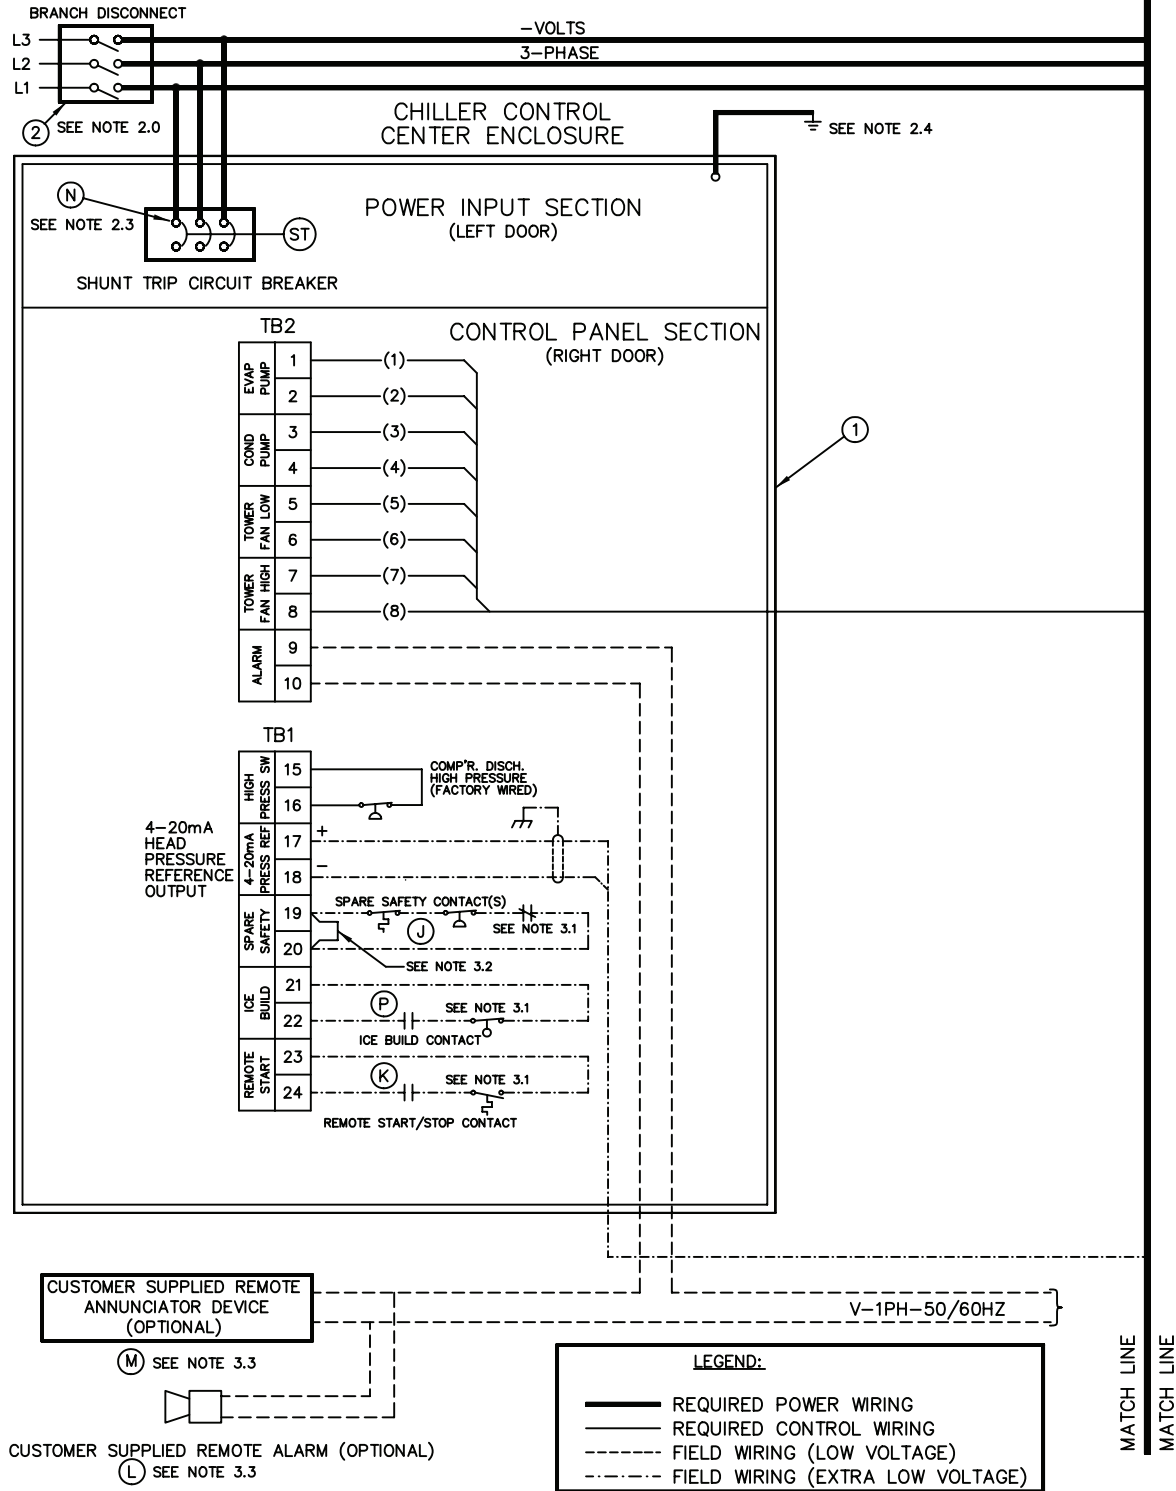 BRANCH DISCONNECT
L3
L2
L1
-VOLTS
3-PHASE
2 SEE NOTE 2.0
CHILLER CONTROL
CENTER ENCLOSURE
SEE NOTE 2.4
N
SEE NOTE 2.3
ST
SHUNT TRIP CIRCUIT BREAKER
POWER INPUT SECTION
(LEFT DOOR)
CONTROL PANEL SECTION
(RIGHT DOOR)
1
TB2
EVAP
PUMP
1 (1)
2 (2)
COND
PUMP
3 (3)
4 (4)
TOWER
FAN LOW
5 (5)
6 (6)
TOWER
FAN HIGH
7 (7)
8 (8)
ALARM
9
10
TB1
HIGH
PRESS SW
15
16
COMP'R. DISCH.
HIGH PRESSURE
(FACTORY WIRED)
4-20mA
HEAD
PRESSURE
REFERENCE
OUTPUT
4-20mA
PRESS REF
17 +
18 -
SPARE
SAFETY
19
20
SPARE SAFETY CONTACT(S)
J
SEE NOTE 3.1
SEE NOTE 3.2
ICE
BUILD
21
22
P
SEE NOTE 3.1
ICE BUILD CONTACT
REMOTE
START
23
24
K
SEE NOTE 3.1
REMOTE START/STOP CONTACT
CUSTOMER SUPPLIED REMOTE
ANNUNCIATOR DEVICE
(OPTIONAL)
M SEE NOTE 3.3
CUSTOMER SUPPLIED REMOTE ALARM (OPTIONAL)
L SEE NOTE 3.3
V-1PH-50/60HZ
LEGEND:
REQUIRED POWER WIRING
REQUIRED CONTROL WIRING
FIELD WIRING (LOW VOLTAGE)
FIELD WIRING (EXTRA LOW VOLTAGE)
MATCH LINE
MATCH LINE